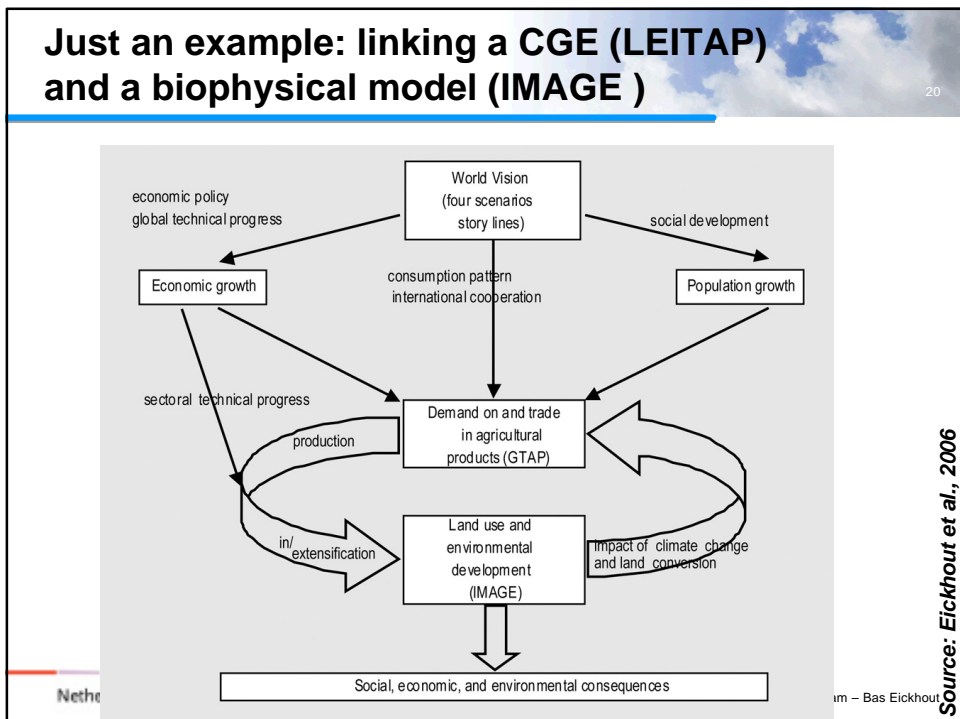 Just an example: linking a CGE (LEITAP)
and a biophysical model (IMAGE )
20
World Vision
(four scenarios
story lines)
economic policy
global technical progress
social development
Economic growth
consumption pattern
international cooperation
Population growth
sectoral technical progress
Demand on and trade
in agricultural
products (GTAP)
production
Land use and
environmental
development
(IMAGE)
in/
extensification
impact of climate change
and land conversion
Social, economic, and environmental consequences
Source: Eickhout et al., 2006
Nethe
am – Bas Eickhout